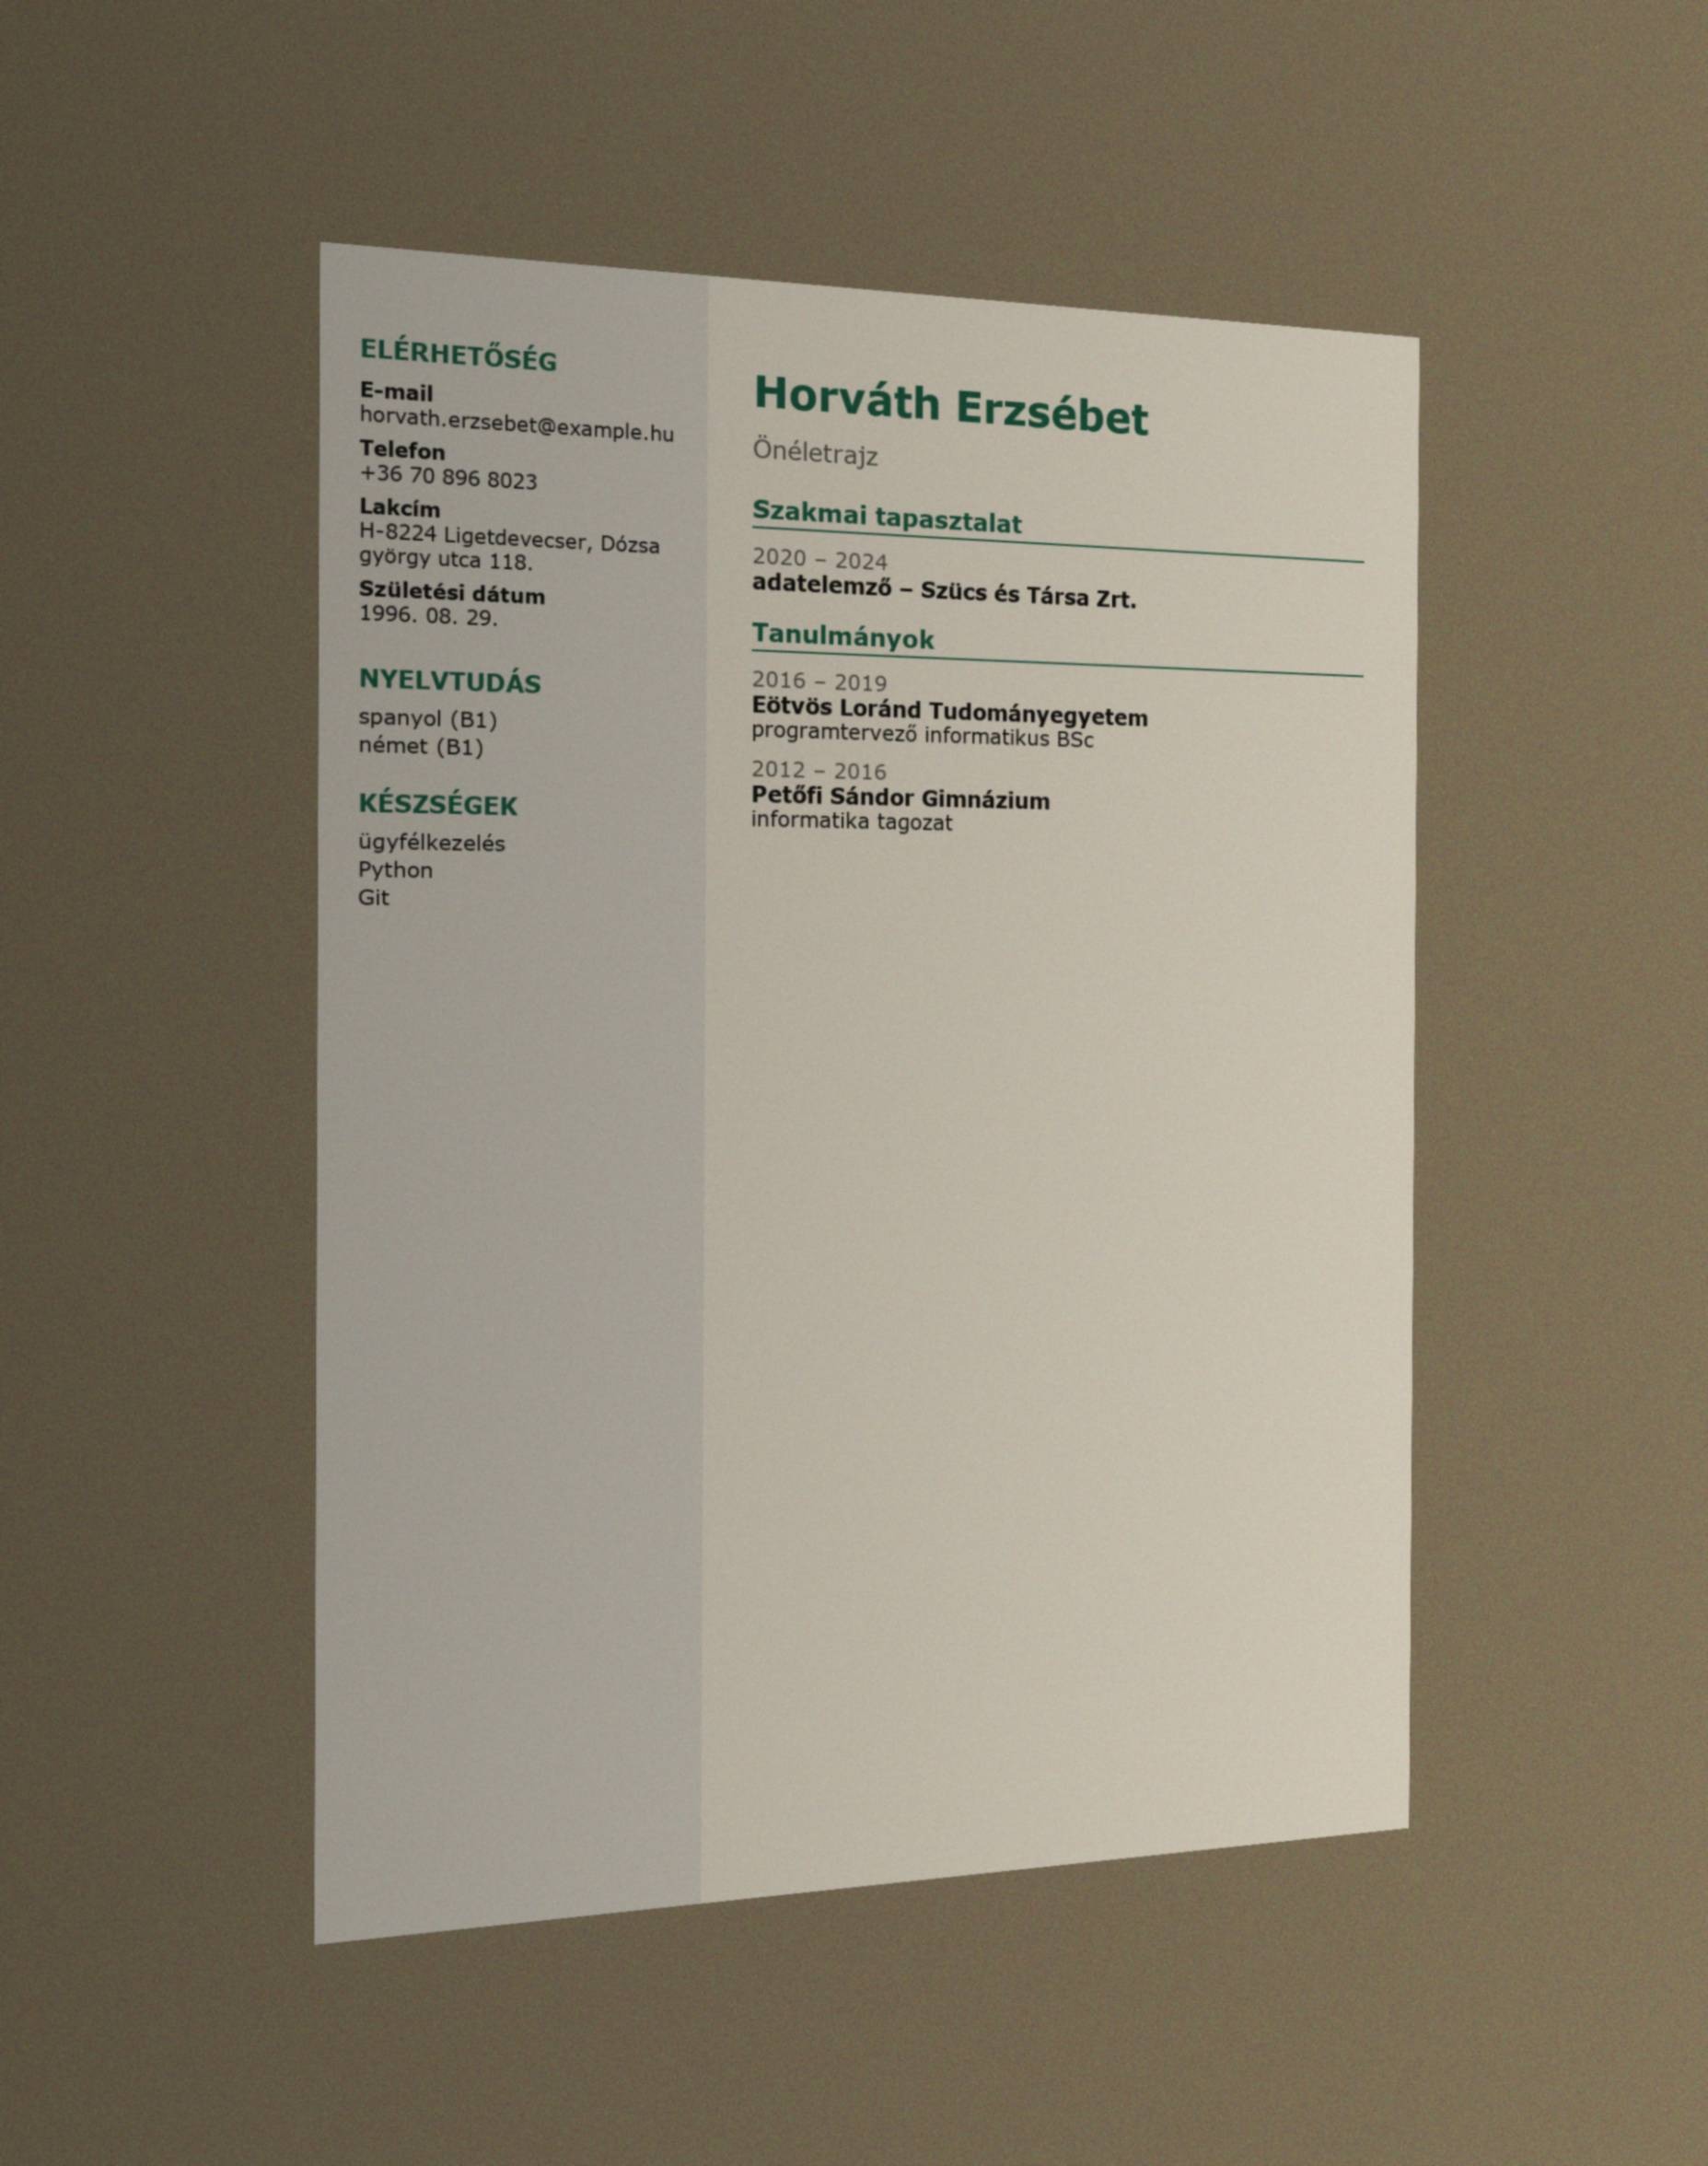 ELÉRHETŐSÉG
E-mail
horvath.erzsebet@example.hu
Telefon
+36 70 896 8023
Lakcím
H-8224 Ligetdevecser, Dózsa
györgy utca 118.
Születési dátum
1996. 08. 29.
NYELVTUDÁS
spanyol (B1)
német (B1)
KÉSZSÉGEK
ügyfélkezelés
Python
Git
Horváth Erzsébet
Önéletrajz
Szakmai tapasztalat
2020 – 2024
adatelemző – Szücs és Társa Zrt.
Tanulmányok
2016 – 2019
Eötvös Loránd Tudományegyetem
programtervező informatikus BSc
2012 – 2016
Petőfi Sándor Gimnázium
informatika tagozat